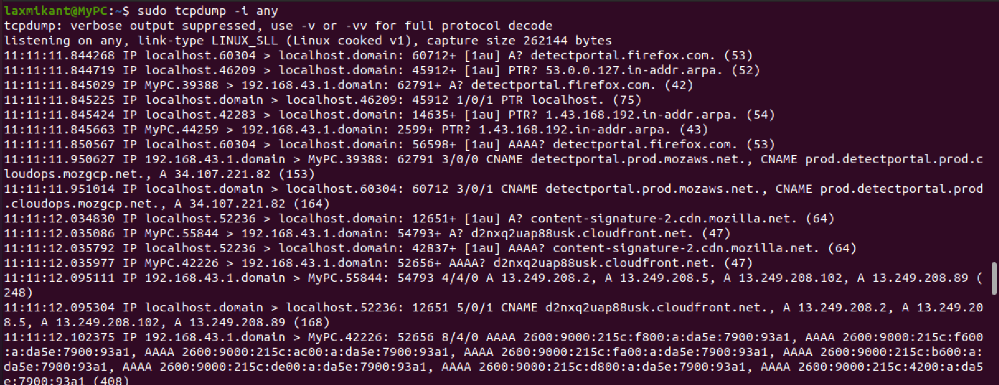 laxmikant@MyPC:~$ sudo tcpdump -i any
tcpdump: verbose output suppressed, use -v or -vv for full protocol decode
listening on any, link-type LINUX_SLL (Linux cooked v1), capture size 262144 bytes
11:11:11.844268 IP localhost.60304 > localhost.domain: 60712+ [1au] A? detectportal.firefox.com. (53)
11:11:11.844719 IP localhost.46209 > localhost.domain: 45912+ [1au] PTR? 53.0.0.127.in-addr.arpa. (52)
11:11:11.845029 IP MyPC.39388 > 192.168.43.1.domain: 62791+ A? detectportal.firefox.com. (42)
11:11:11.845225 IP localhost.domain > localhost.46209: 45912 1/0/1 PTR localhost. (75)
11:11:11.845424 IP localhost.42283 > localhost.domain: 14635+ [1au] PTR? 1.43.168.192.in-addr.arpa. (54)
11:11:11.845663 IP MyPC.44259 > 192.168.43.1.domain: 2599+ PTR? 1.43.168.192.in-addr.arpa. (43)
11:11:11.850567 IP localhost.60304 > localhost.domain: 56598+ [1au] AAAA? detectportal.firefox.com. (53)
11:11:11.950627 IP 192.168.43.1.domain > MyPC.39388: 62791 3/0/0 CNAME detectportal.prod.mozaws.net., CNAME prod.detectportal.prod.c
loudops.mozgcp.net., A 34.107.221.82 (153)
11:11:11.951014 IP localhost.domain > localhost.60304: 60712 3/0/1 CNAME detectportal.prod.mozaws.net., CNAME prod.detectportal.prod
.cloudops.mozgcp.net., A 34.107.221.82 (164)
11:11:12.034830 IP localhost.52236 > localhost.domain: 12651+ [1au] A? content-signature-2.cdn.mozilla.net. (64)
11:11:12.035086 IP MyPC.55844 > 192.168.43.1.domain: 54793+ A? d2nxq2uap88usk.cloudfront.net. (47)
11:11:12.035792 IP localhost.52236 > localhost.domain: 42837+ [1au] AAAA? content-signature-2.cdn.mozilla.net. (64)
11:11:12.035977 IP MyPC.42226 > 192.168.43.1.domain: 52656+ AAAA? d2nxq2uap88usk.cloudfront.net. (47)
11:11:12.095111 IP 192.168.43.1.domain > MyPC.55844: 54793 4/4/0 A 13.249.208.2, A 13.249.208.5, A 13.249.208.102, A 13.249.208.89 (
248)
11:11:12.095304 IP localhost.domain > localhost.52236: 12651 5/0/1 CNAME d2nxq2uap88usk.cloudfront.net., A 13.249.208.2, A 13.249.20
8.5, A 13.249.208.102, A 13.249.208.89 (168)
11:11:12.102375 IP 192.168.43.1.domain > MyPC.42226: 52656 8/4/0 AAAA 2600:9000:215c:f800:a:da5e:7900:93a1, AAAA 2600:9000:215c:f600
:a:da5e:7900:93a1, AAAA 2600:9000:215c:ac00:a:da5e:7900:93a1, AAAA 2600:9000:215c:fa00:a:da5e:7900:93a1, AAAA 2600:9000:215c:b600:a:
da5e:7900:93a1, AAAA 2600:9000:215c:de00:a:da5e:7900:93a1, AAAA 2600:9000:215c:d800:a:da5e:7900:93a1, AAAA 2600:9000:215c:4200:a:da5
e:7900:93a1 (408)